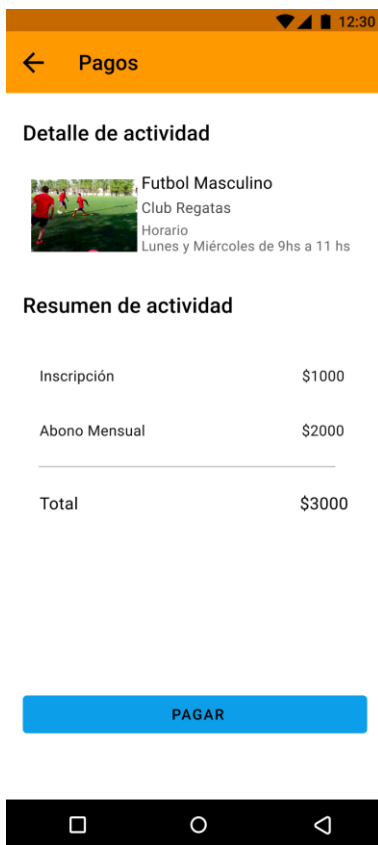 12:30
Pagos
Detalle de actividad
Futbol Masculino
Club Regatas
Horario
Lunes y Miércoles de 9hs a 11 hs
Resumen de actividad
Inscripción $1000
Abono Mensual $2000
Total $3000
PAGAR